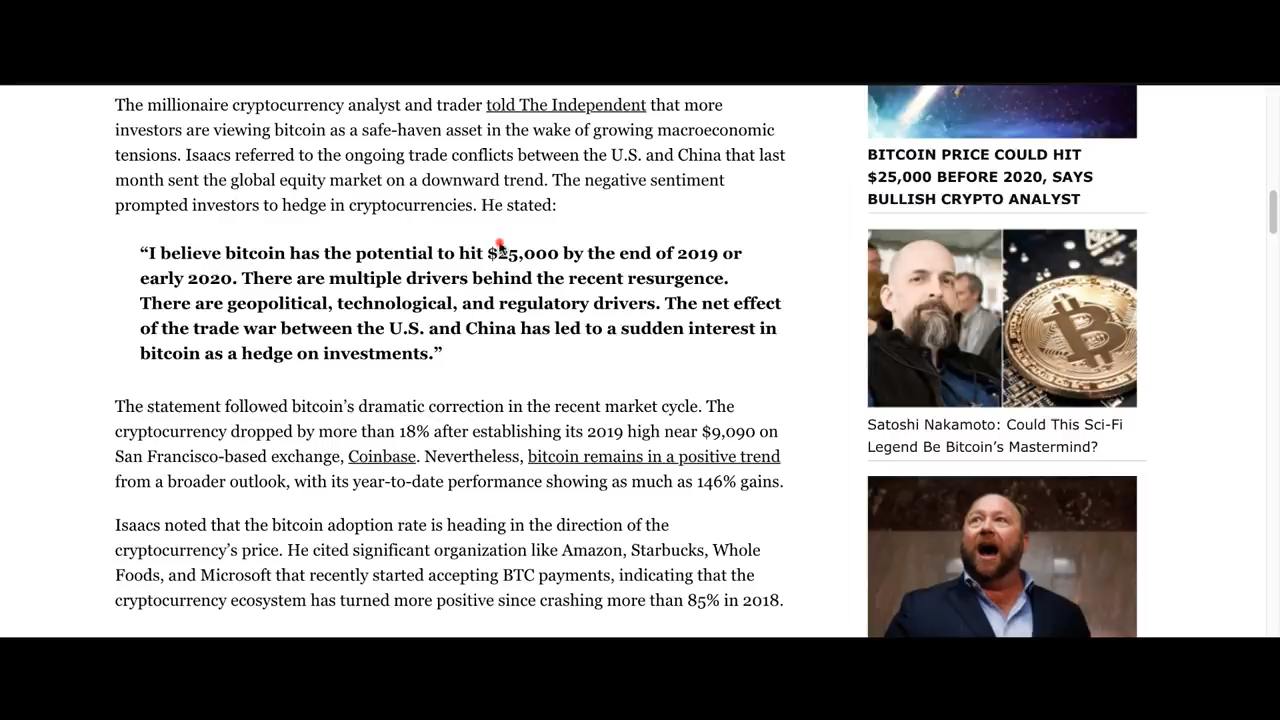 The millionaire cryptocurrency analyst and trader told The Independent that more
investors are viewing bitcoin as a safe-haven asset in the wake of growing macroeconomic
tensions. Isaacs referred to the ongoing trade conflicts between the U.S. and China that last
month sent the global equity market on a downward trend. The negative sentiment
prompted investors to hedge in cryptocurrencies. He stated:
“I believe bitcoin has the potential to hit $25,000 by the end of 2019 or
early 2020. There are multiple drivers behind the recent resurgence.
There are geopolitical, technological, and regulatory drivers. The net effect
of the trade war between the U.S. and China has led to a sudden interest in
bitcoin as a hedge on investments.”
The statement followed bitcoin’s dramatic correction in the recent market cycle. The
cryptocurrency dropped by more than 18% after establishing its 2019 high near $9,090 on
San Francisco-based exchange, Coinbase. Nevertheless, bitcoin remains in a positive trend
from a broader outlook, with its year-to-date performance showing as much as 146% gains.
Isaacs noted that the bitcoin adoption rate is heading in the direction of the
cryptocurrency’s price. He cited significant organization like Amazon, Starbucks, Whole
Foods, and Microsoft that recently started accepting BTC payments, indicating that the
cryptocurrency ecosystem has turned more positive since crashing more than 85% in 2018.
BITCOIN PRICE COULD HIT
$25,000 BEFORE 2020, SAYS
BULLISH CRYPTO ANALYST
Satoshi Nakamoto: Could This Sci-Fi
Legend Be Bitcoin’s Mastermind?